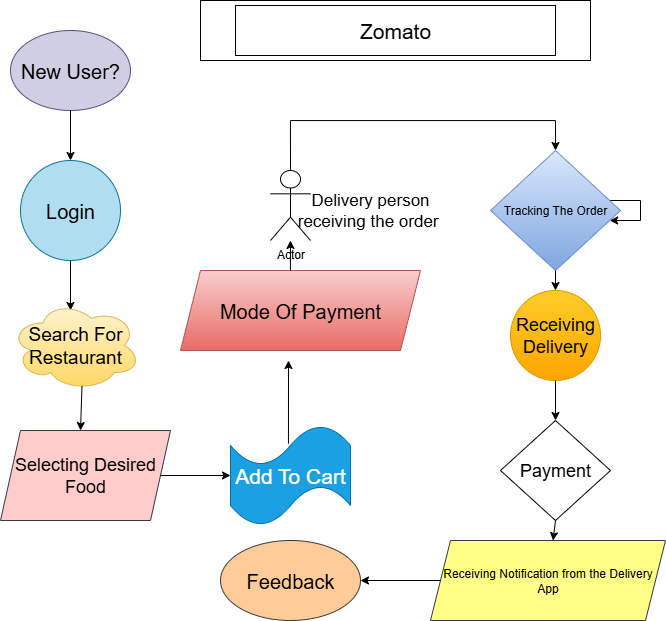 Zomato
New User?
Login
Search For
Restaurant
Selecting Desired
Food
Add To Cart
Mode Of Payment
Actor
Delivery person
receiving the order
Tracking The Order
Receiving
Delivery
Payment
Receiving Notification from the Delivery
App
Feedback